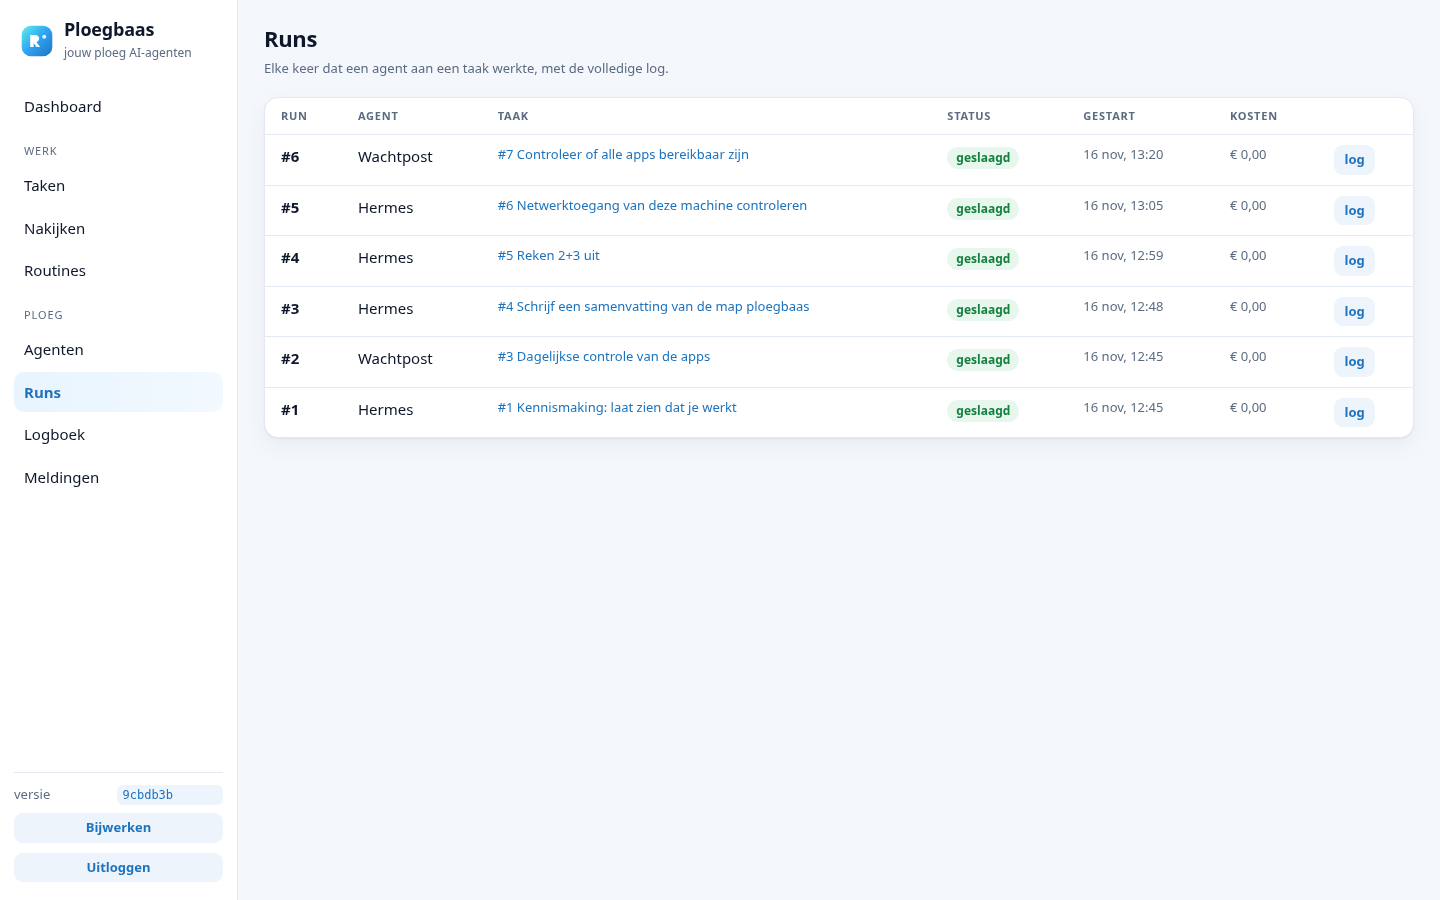 Ploegbaas
jouw ploeg AI-agenten
Dashboard
WERK
Taken
Nakijken
Routines
PLOEG
Agenten
Runs
Logboek
Meldingen
versie 9cbdb3b
Bijwerken
Uitloggen
Runs
Elke keer dat een agent aan een taak werkte, met de volledige log.
RUN AGENT TAAK STATUS GESTART KOSTEN
#6 Wachtpost #7 Controleer of alle apps bereikbaar zijn geslaagd 16 nov, 13:20 € 0,00 log
#5 Hermes #6 Netwerktoegang van deze machine controleren geslaagd 16 nov, 13:05 € 0,00 log
#4 Hermes #5 Reken 2+3 uit geslaagd 16 nov, 12:59 € 0,00 log
#3 Hermes #4 Schrijf een samenvatting van de map ploegbaas geslaagd 16 nov, 12:48 € 0,00 log
#2 Wachtpost #3 Dagelijkse controle van de apps geslaagd 16 nov, 12:45 € 0,00 log
#1 Hermes #1 Kennismaking: laat zien dat je werkt geslaagd 16 nov, 12:45 € 0,00 log